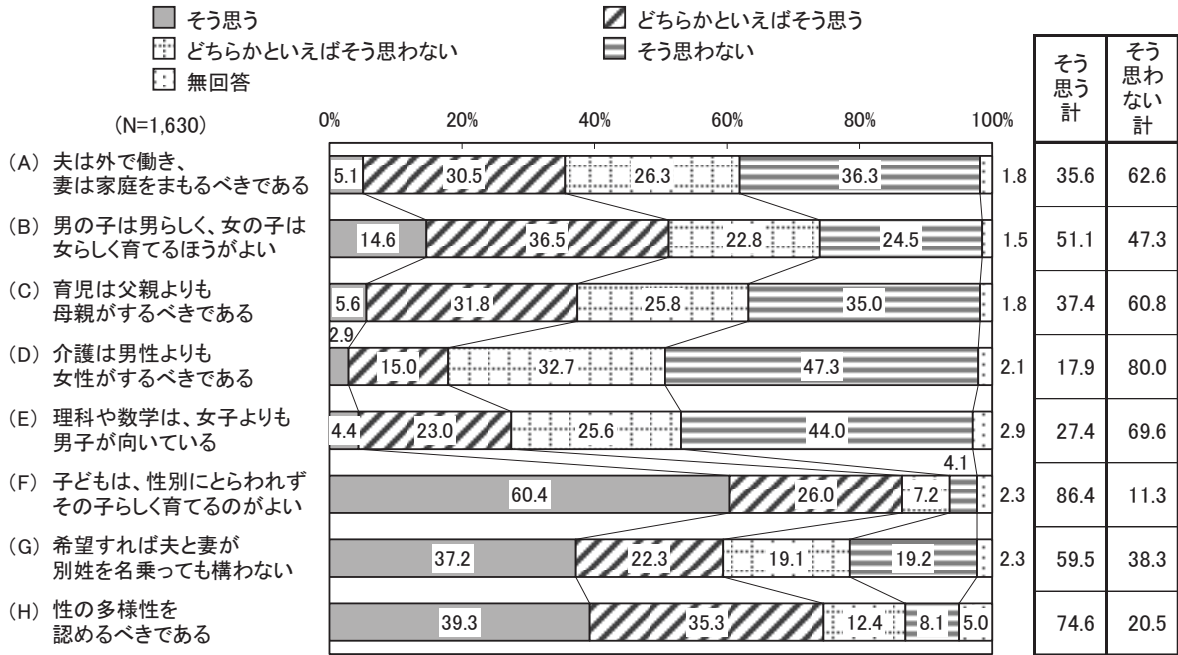 そう思う
どちらかといえばそう思う
どちらかといえばそう思わない
そう思わない
無回答
そう
思う
計
そう
思わ
ない
計
(N=1,630)
0%
20%
40%
60%
80%
100%
(A) 夫は外で働き、
妻は家庭をまもるべきである
5.1 30.5 26.3 36.3 1.8 35.6 62.6
(B) 男の子は男らしく、女の子は
女らしく育てるほうがよい
14.6 36.5 22.8 24.5 1.5 51.1 47.3
(C) 育児は父親よりも
母親がするべきである
5.6 31.8 25.8 35.0 1.8 37.4 60.8
(D) 介護は男性よりも
女性がするべきである
2.9 15.0 32.7 47.3 2.1 17.9 80.0
(E) 理科や数学は、女子よりも
男子が向いている
4.4 23.0 25.6 44.0 2.9 27.4 69.6
(F) 子どもは、性別にとらわれず
その子らしく育てるのがよい
60.4 26.0 7.2 4.1 2.3 86.4 11.3
(G) 希望すれば夫と妻が
別姓を名乗っても構わない
37.2 22.3 19.1 19.2 2.3 59.5 38.3
(H) 性の多様性を
認めるべきである
39.3 35.3 12.4 8.1 5.0 74.6 20.5